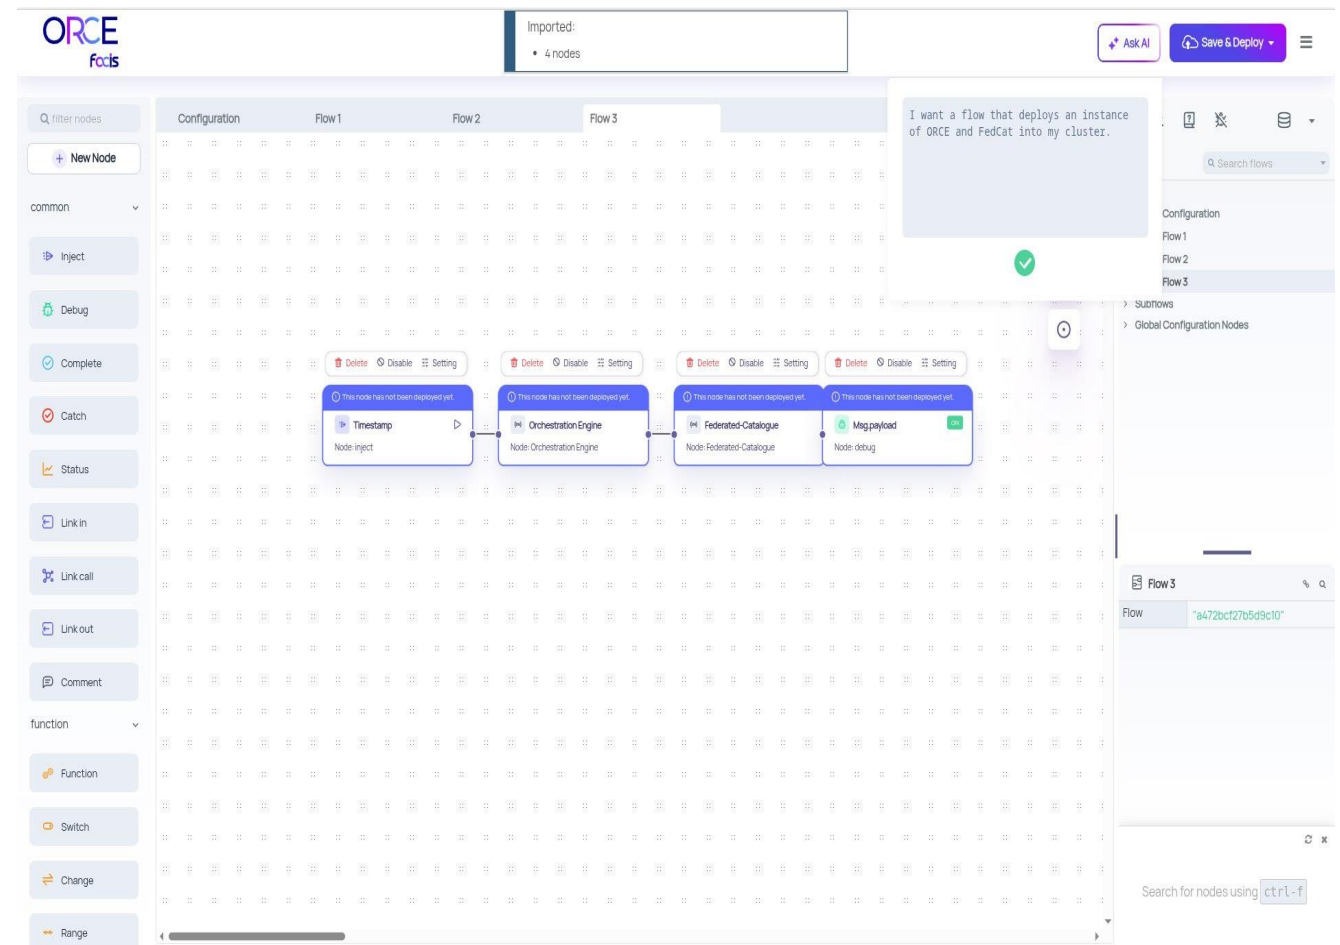 ORCE
facis
Imported:
• 4 nodes
Ask AI
Save & Deploy
filter nodes
New Node
common
Inject
Debug
Complete
Catch
Status
Link in
Link call
Link out
Comment
function
Function
Switch
Change
Range
Configuration
Flow 1
Flow 2
Flow 3
I want a flow that deploys an instance
of ORCE and FedCat into my cluster.
Search flows
Configuration
Flow 1
Flow 2
Flow 3
Subflows
Global Configuration Nodes
Delete Disable Setting
Delete Disable Setting
Delete Disable Setting
Delete Disable Setting
This node has not been deployed yet.
Timestamp
Node: inject
This node has not been deployed yet.
Orchestration Engine
Node: Orchestration Engine
This node has not been deployed yet.
Federated-Catalogue
Node: Federated-Catalogue
This node has not been deployed yet.
Msg.payload
ON
Node: debug
Flow 3
Flow "a472bcf27b5d9c10"
Search for nodes using ctrl-f